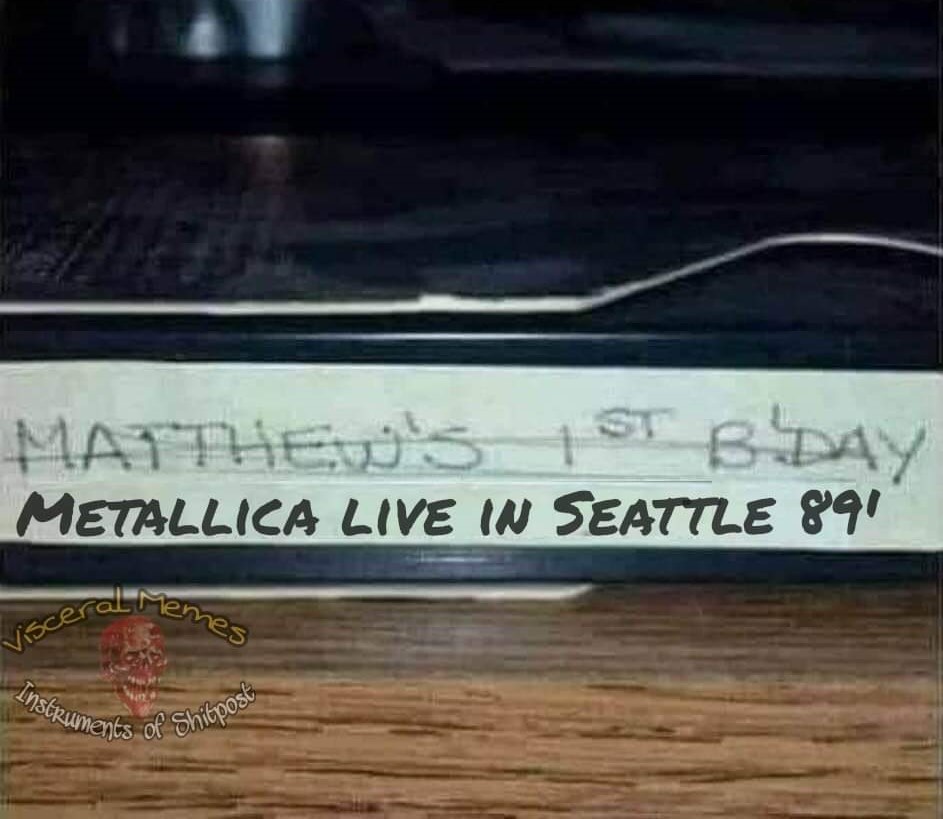 MATTHEW'S 1ST B'DAY
METALLICA LIVE IN SEATTLE 89'
Visceral Memes
Instruments of Shitpost